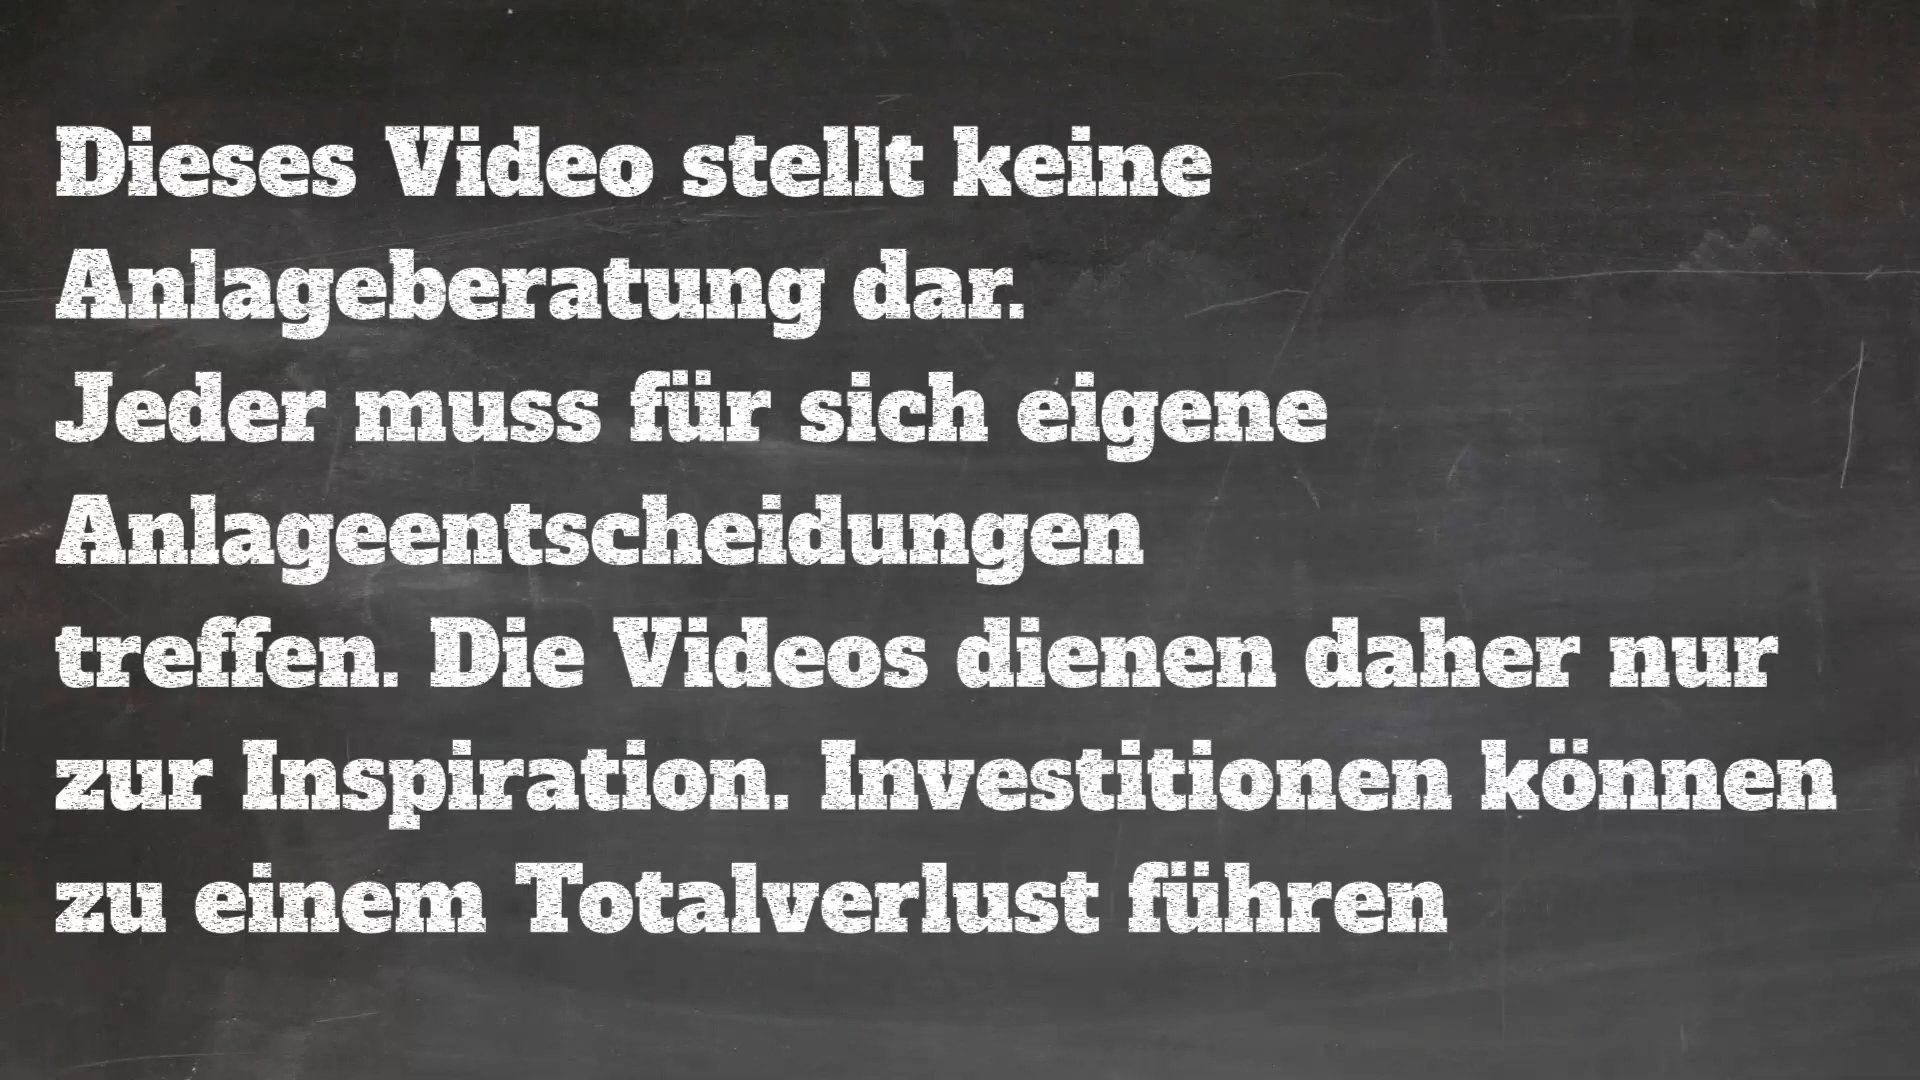 Dieses Video stellt keine
Anlageberatung dar.
Jeder muss für sich eigene
Anlageentscheidungen
treffen. Die Videos dienen daher nur
zur Inspiration. Investitionen können
zu einem Totalverlust führen